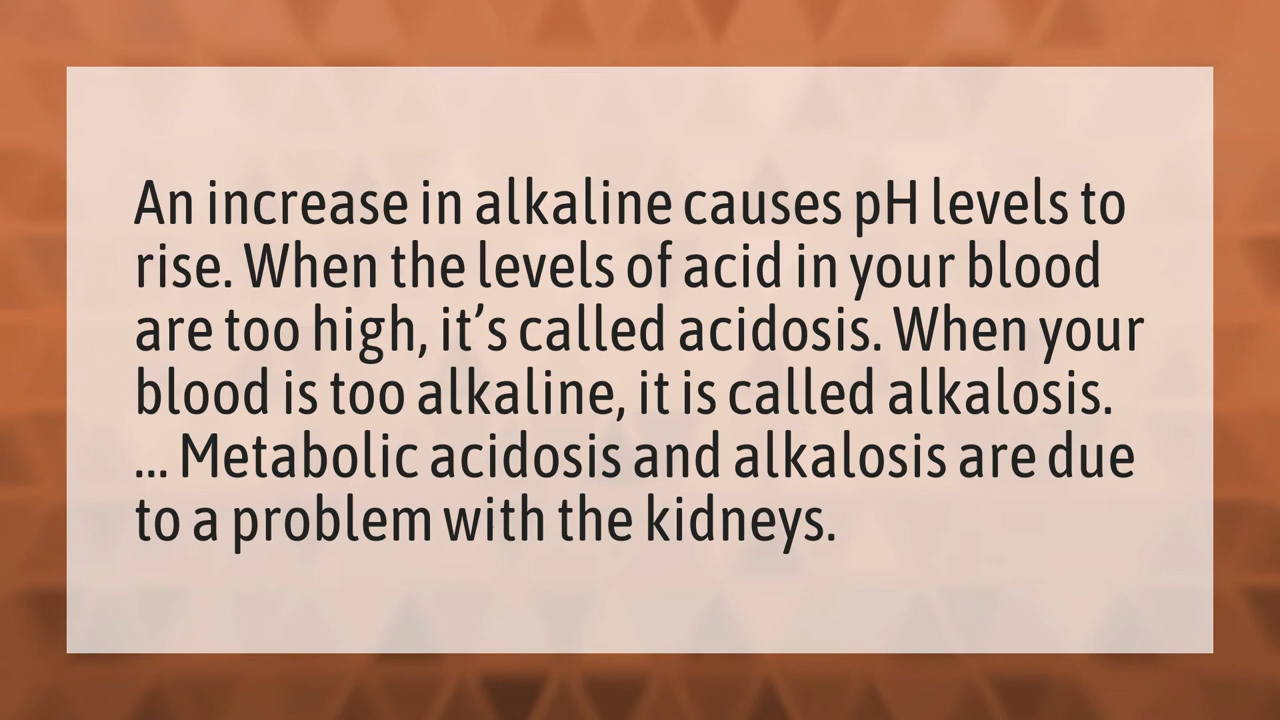 An increase in alkaline causes pH levels to
rise. When the levels of acid in your blood
are too high, it’s called acidosis. When your
blood is too alkaline, it is called alkalosis.
... Metabolic acidosis and alkalosis are due
to a problem with the kidneys.